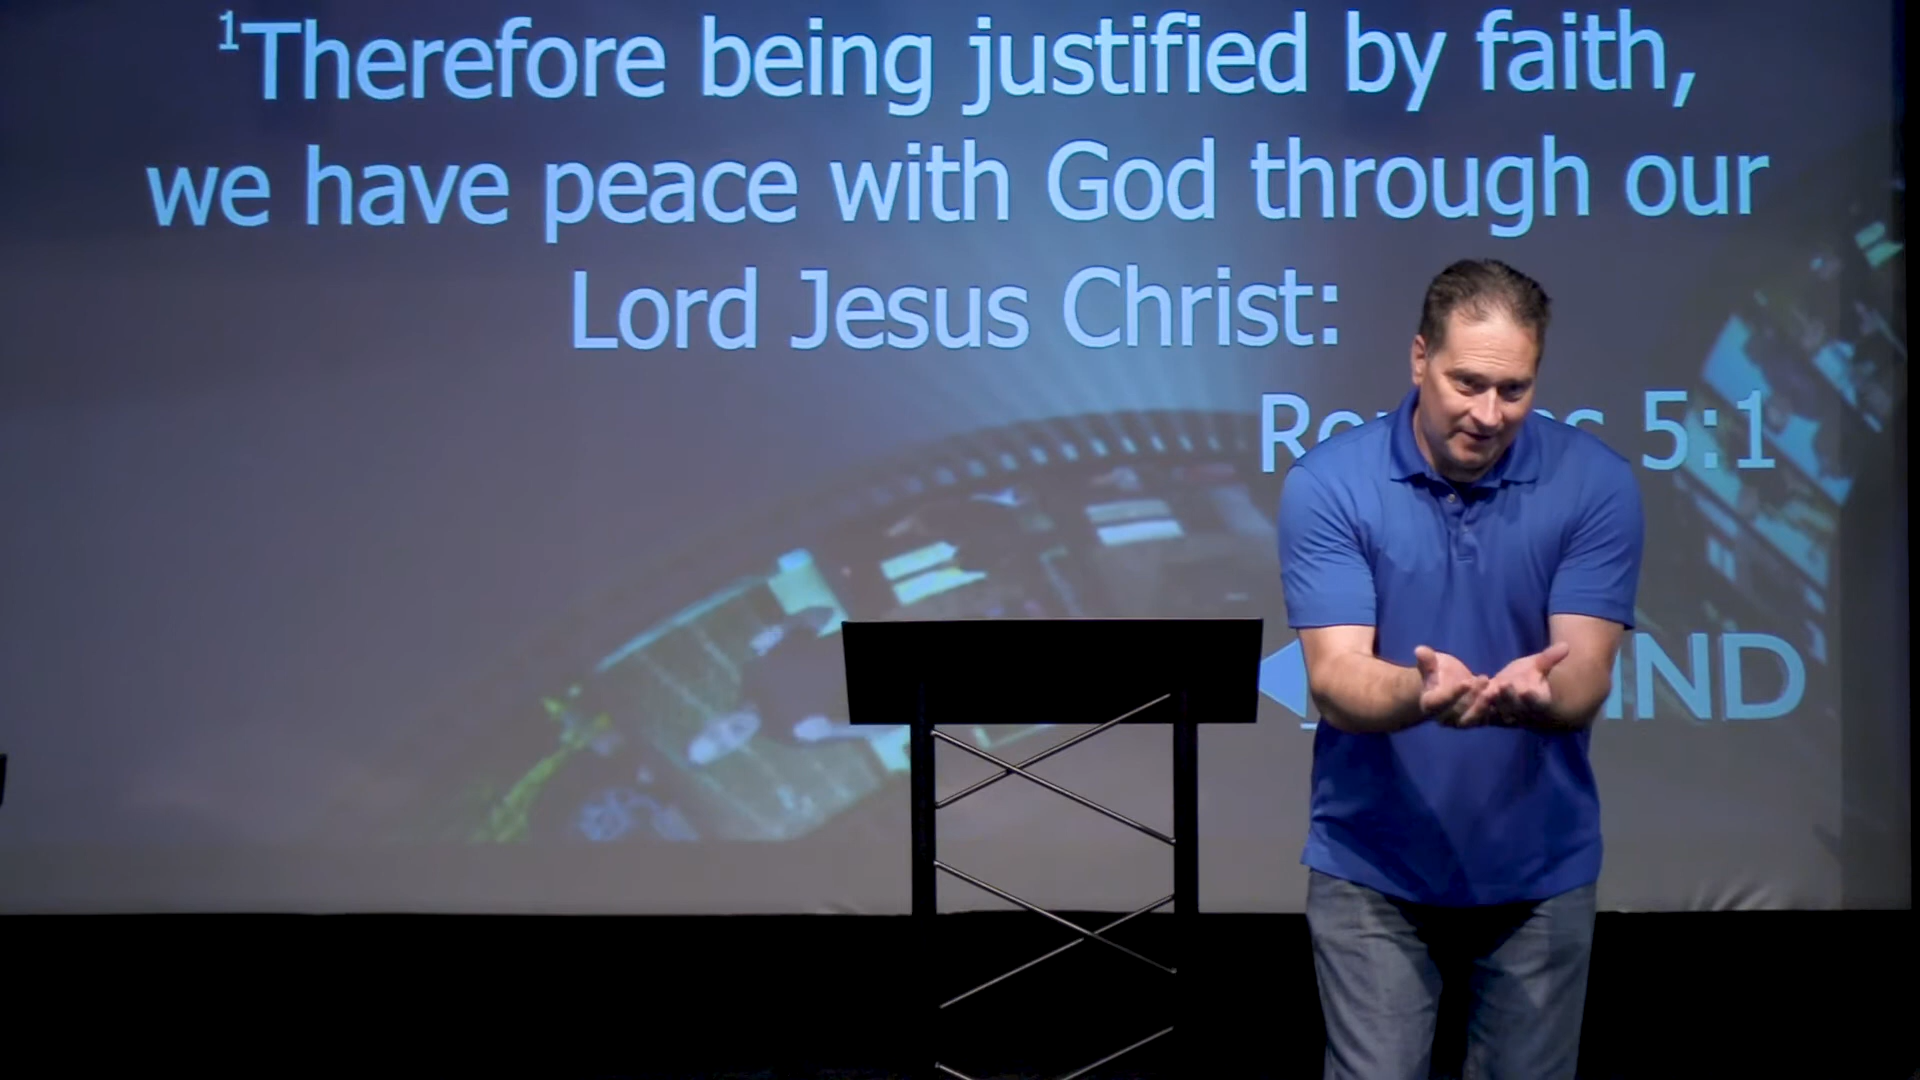 ¹Therefore being justified by faith,
we have peace with God through our
Lord Jesus Christ:
5:1